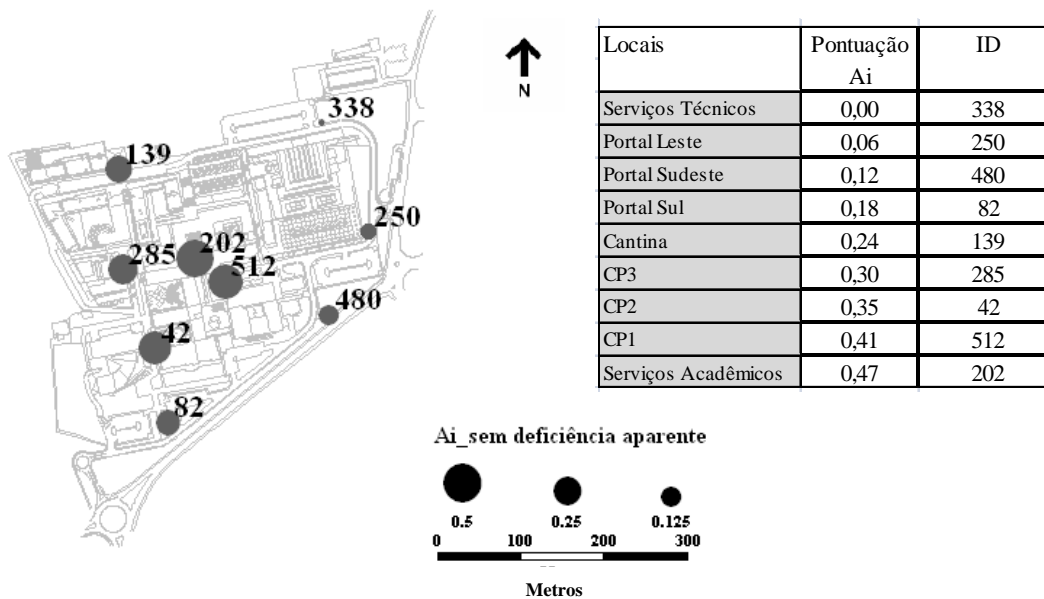 338
139
250
202
285
512
480
42
82
N
Locais Pontuação Ai ID
Serviços Técnicos 0,00 338
Portal Leste 0,06 250
Portal Sudeste 0,12 480
Portal Sul 0,18 82
Cantina 0,24 139
CP3 0,30 285
CP2 0,35 42
CP1 0,41 512
Serviços Acadêmicos 0,47 202
Ai_sem deficiência aparente
0.5 0.25 0.125
0 100 200 300
Metros